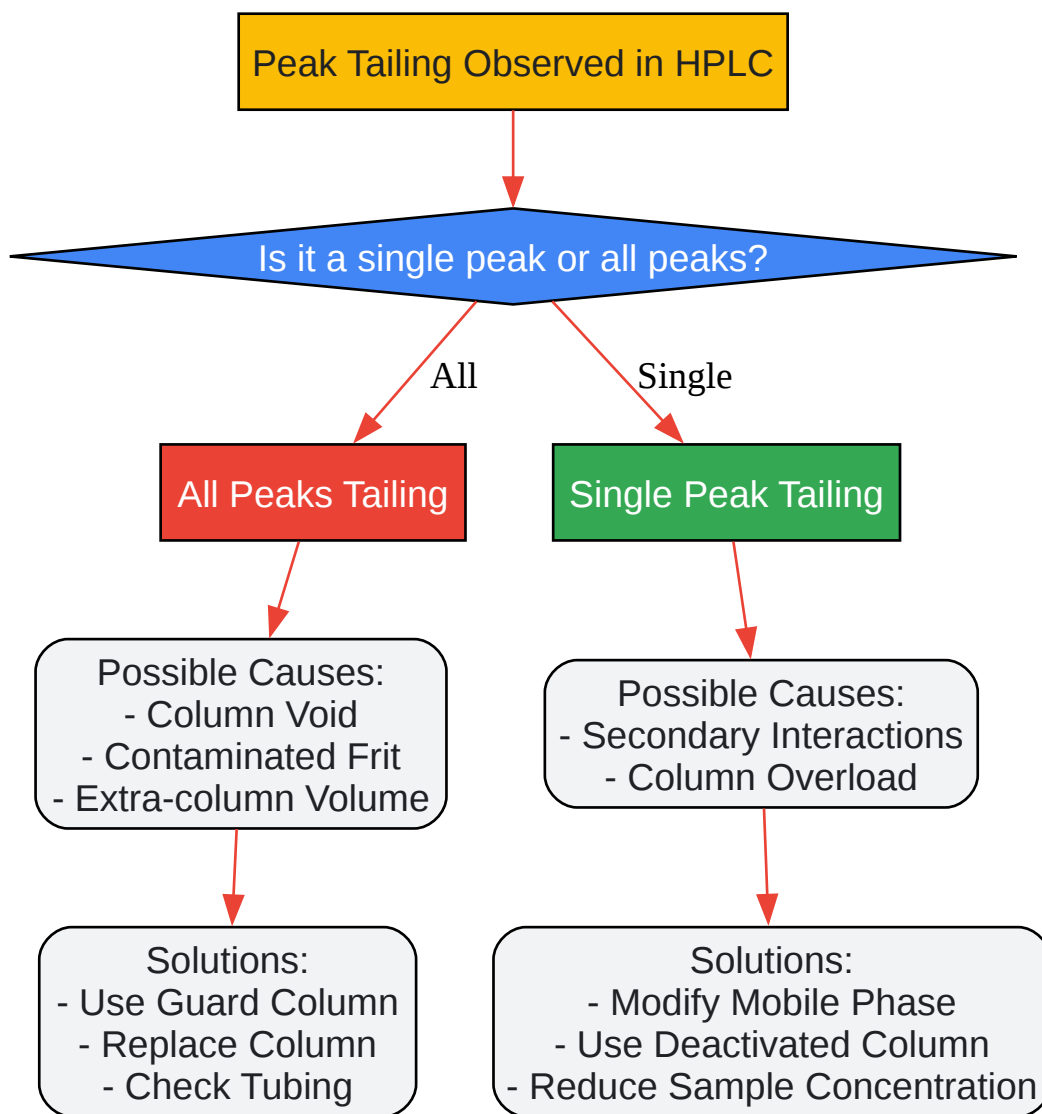 Peak Tailing Observed in HPLC
Is it a single peak or all peaks?
All
Single
All Peaks Tailing
Single Peak Tailing
Possible Causes:
- Column Void
- Contaminated Frit
- Extra-column Volume
Possible Causes:
- Secondary Interactions
- Column Overload
Solutions:
- Use Guard Column
- Replace Column
- Check Tubing
Solutions:
- Modify Mobile Phase
- Use Deactivated Column
- Reduce Sample Concentration